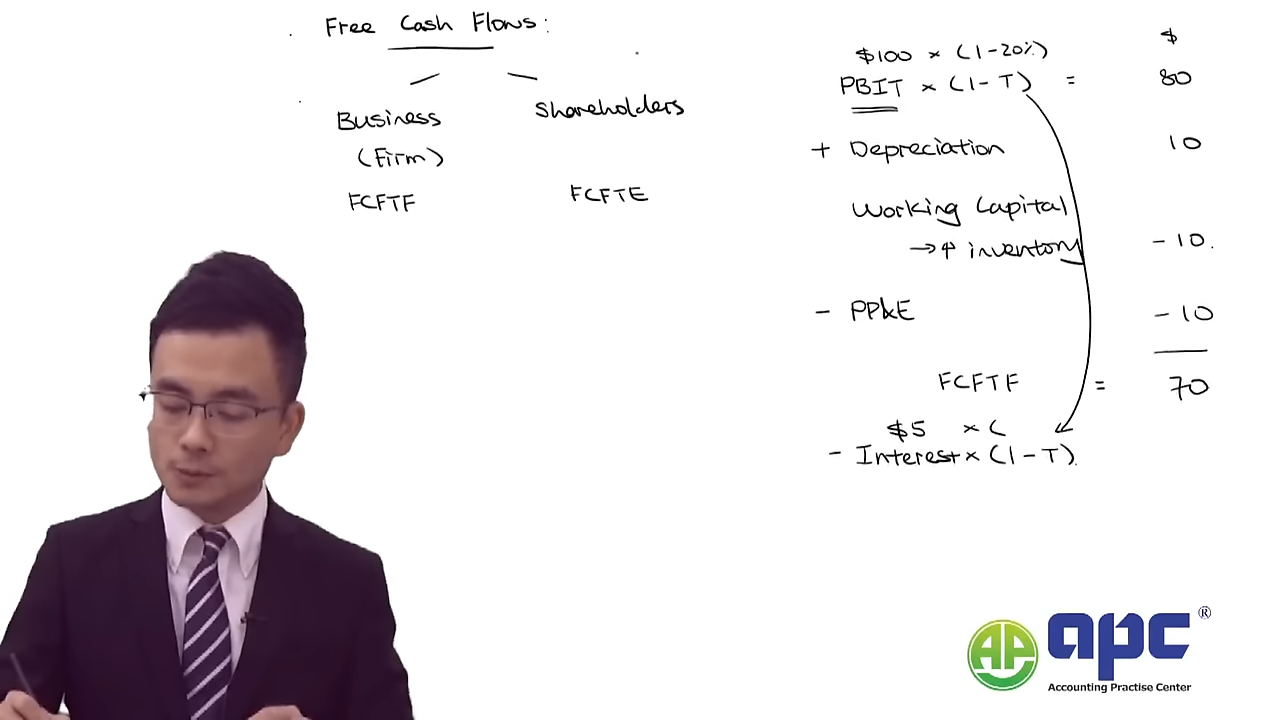 Free Cash Flows:
Business
(Firm)
FCFTF
Shareholders
FCFTE
$
$100 × (1-20%)
PBIT × (1-T) = 80
+ Depreciation 10
Working Capital
→↑ inventory -10.
- PP&E -10
FCFTF = 70
$5 × (
- Interest × (1-T).
AP apc®
Accounting Practise Center